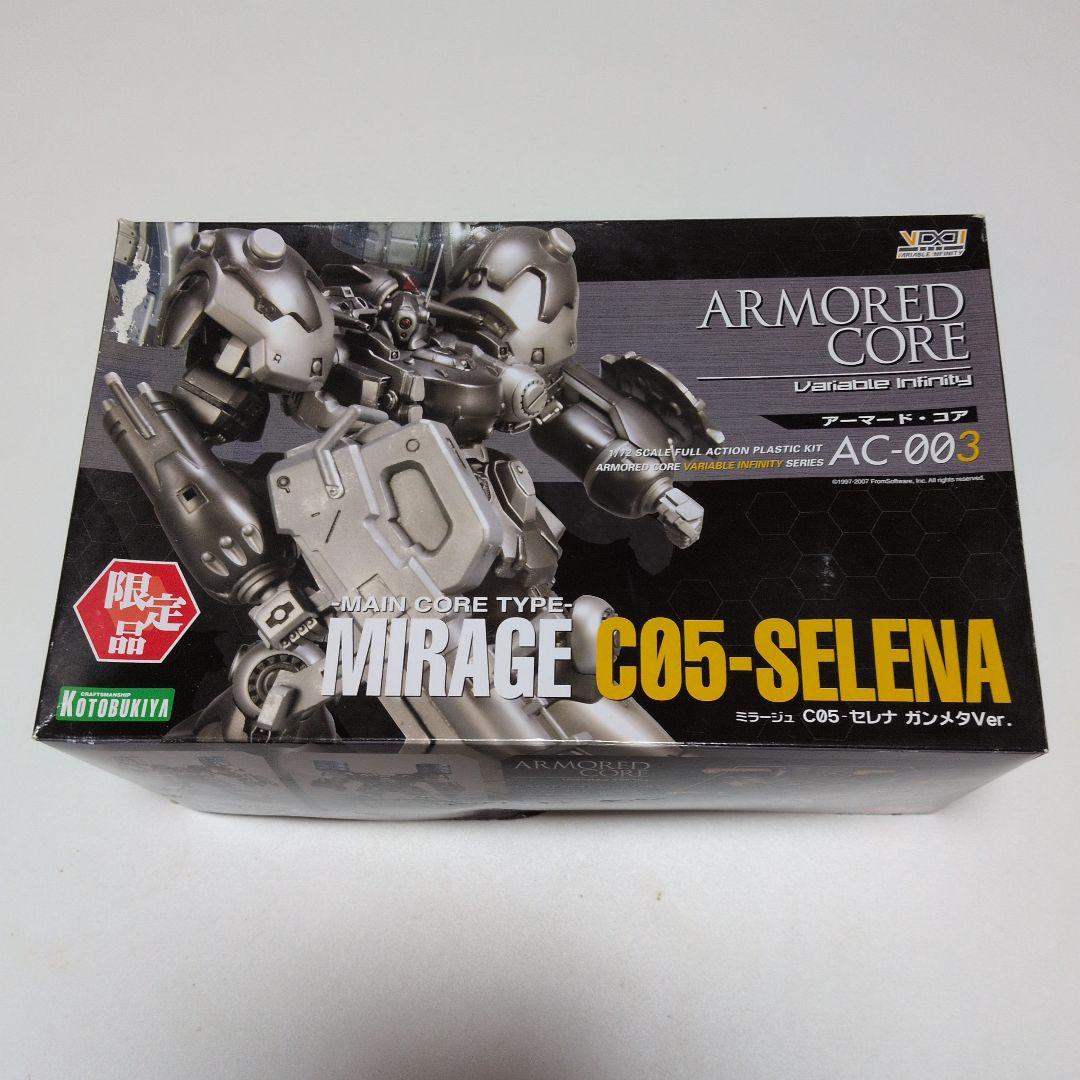 VI
VARIABLE INFINITY
ARMORED
CORE
Variable Infinity
アーマード・コア
1/72 SCALE FULL ACTION PLASTIC KIT
ARMORED CORE VARIABLE INFINITY SERIES
AC-003
©1997-2007 FromSoftware, Inc. All rights reserved.
限定品
-MAIN CORE TYPE-
MIRAGE C05-SELENA
CRAFTSMANSHIP
KOTOBUKIYA
ミラージュ C05-セレナ ガンメタVer.
ARMORED
CORE